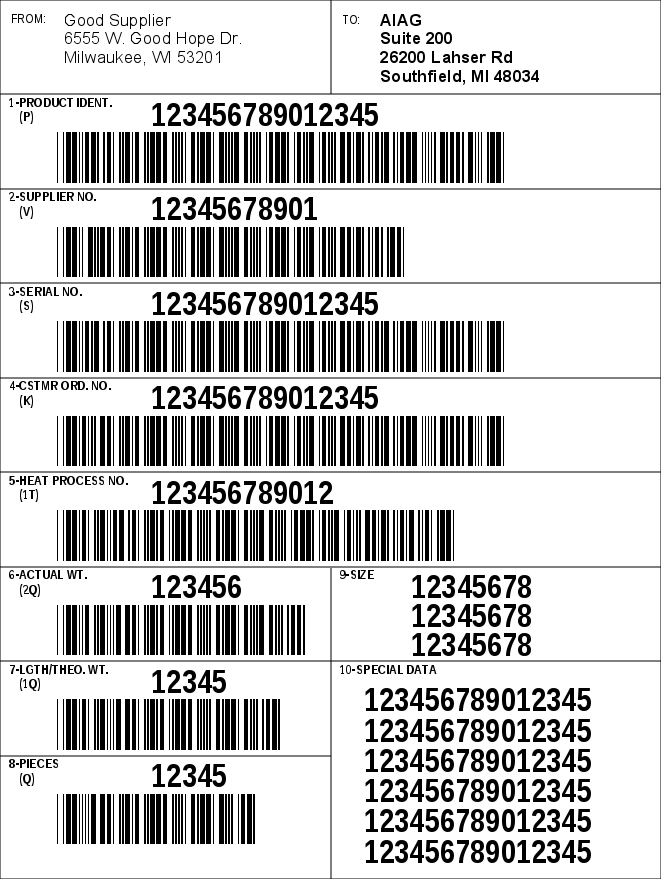 FROM: Good Supplier
6555 W. Good Hope Dr.
Milwaukee, WI 53201
TO: AIAG
Suite 200
26200 Lahser Rd
Southfield, MI 48034
1-PRODUCT IDENT.
(P)
123456789012345
2-SUPPLIER NO.
(V)
12345678901
3-SERIAL NO.
(S)
123456789012345
4-CSTMR ORD. NO.
(K)
123456789012345
5-HEAT PROCESS NO.
(1T)
123456789012
6-ACTUAL WT.
(2Q)
123456
9-SIZE
12345678
12345678
12345678
7-LGTH/THEO. WT.
(1Q)
12345
8-PIECES
(Q)
12345
10-SPECIAL DATA
123456789012345
123456789012345
123456789012345
123456789012345
123456789012345
123456789012345